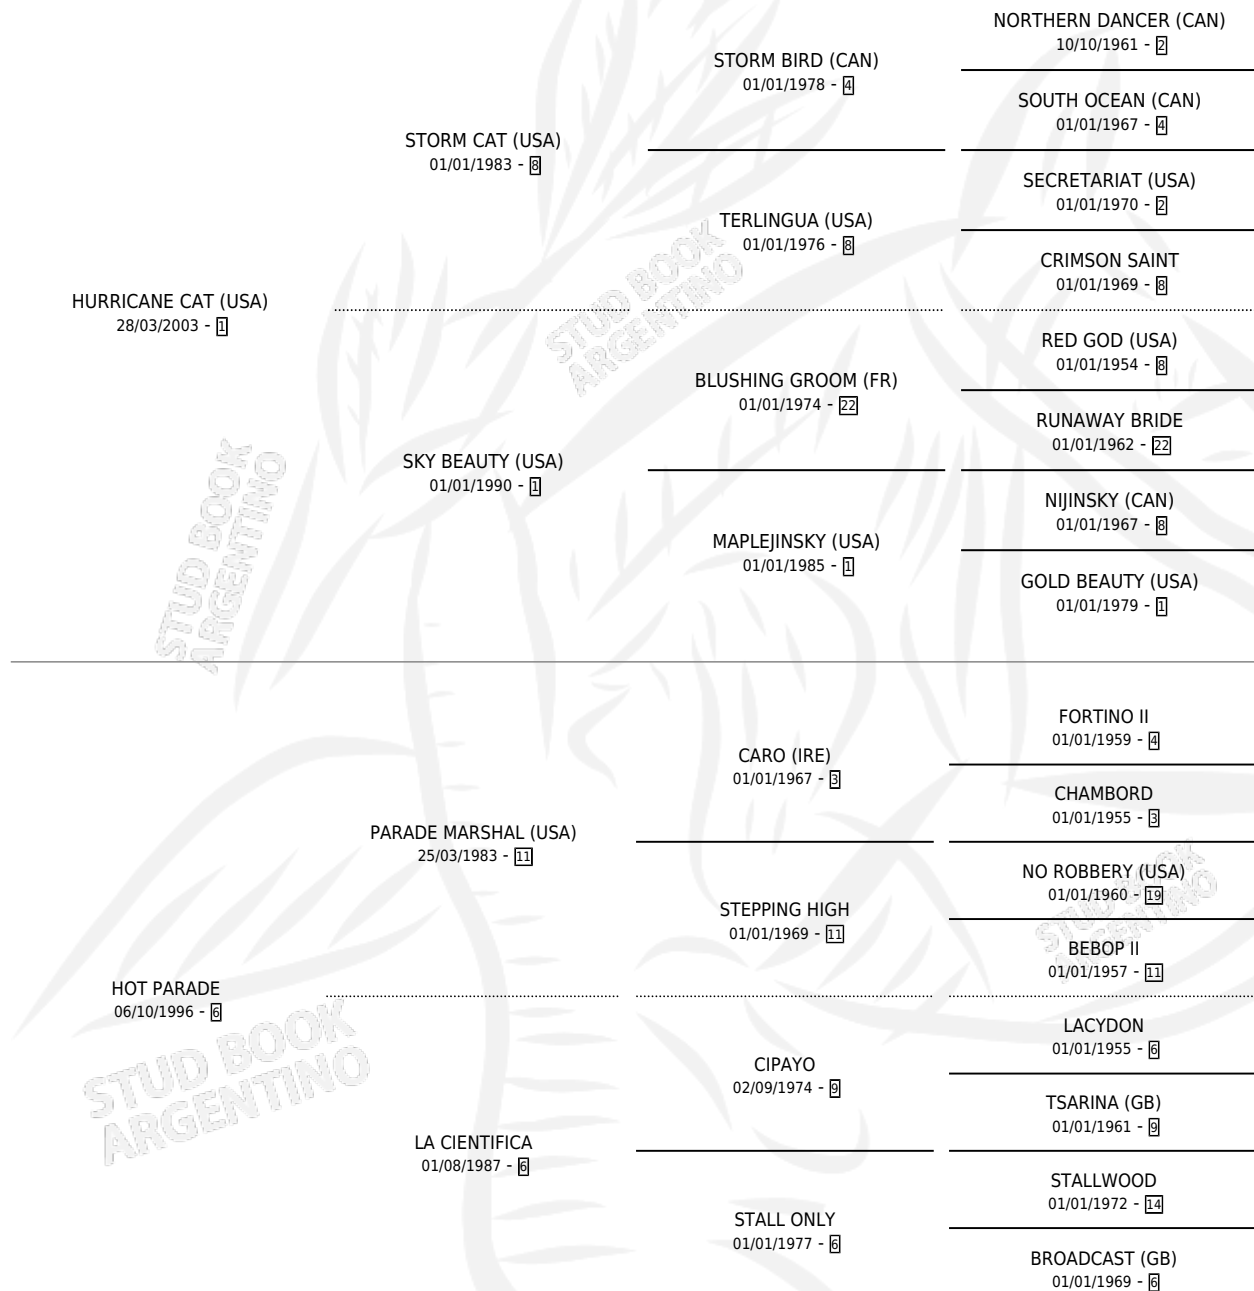 NORTHERN DANCER (CAN)
10/10/1961 - 2
STORM BIRD (CAN)
01/01/1978 - 4
SOUTH OCEAN (CAN)
01/01/1967 - 4
STORM CAT (USA)
01/01/1983 - 8
SECRETARIAT (USA)
01/01/1970 - 2
TERLINGUA (USA)
01/01/1976 - 8
CRIMSON SAINT
01/01/1969 - 8
HURRICANE CAT (USA)
28/03/2003 - 1
RED GOD (USA)
01/01/1954 - 8
BLUSHING GROOM (FR)
01/01/1974 - 22
RUNAWAY BRIDE
01/01/1962 - 22
SKY BEAUTY (USA)
01/01/1990 - 1
NIJINSKY (CAN)
01/01/1967 - 8
MAPLEJINSKY (USA)
01/01/1985 - 1
GOLD BEAUTY (USA)
01/01/1979 - 1
FORTINO II
01/01/1959 - 4
CARO (IRE)
01/01/1967 - 3
CHAMBORD
01/01/1955 - 3
PARADE MARSHAL (USA)
25/03/1983 - 11
NO ROBBERY (USA)
01/01/1960 - 19
STEPPING HIGH
01/01/1969 - 11
BEBOP II
01/01/1957 - 11
HOT PARADE
06/10/1996 - 6
LACYDON
01/01/1955 - 6
CIPAYO
02/09/1974 - 9
TSARINA (GB)
01/01/1961 - 9
LA CIENTIFICA
01/08/1987 - 6
STALLWOOD
01/01/1972 - 14
STALL ONLY
01/01/1977 - 6
BROADCAST (GB)
01/01/1969 - 6
STUD BOOK
ARGENTINO
STUD BOOK
ARGENTINO
STUD BOOK
ARGENTINO
STUD BOOK
ARGENTINO